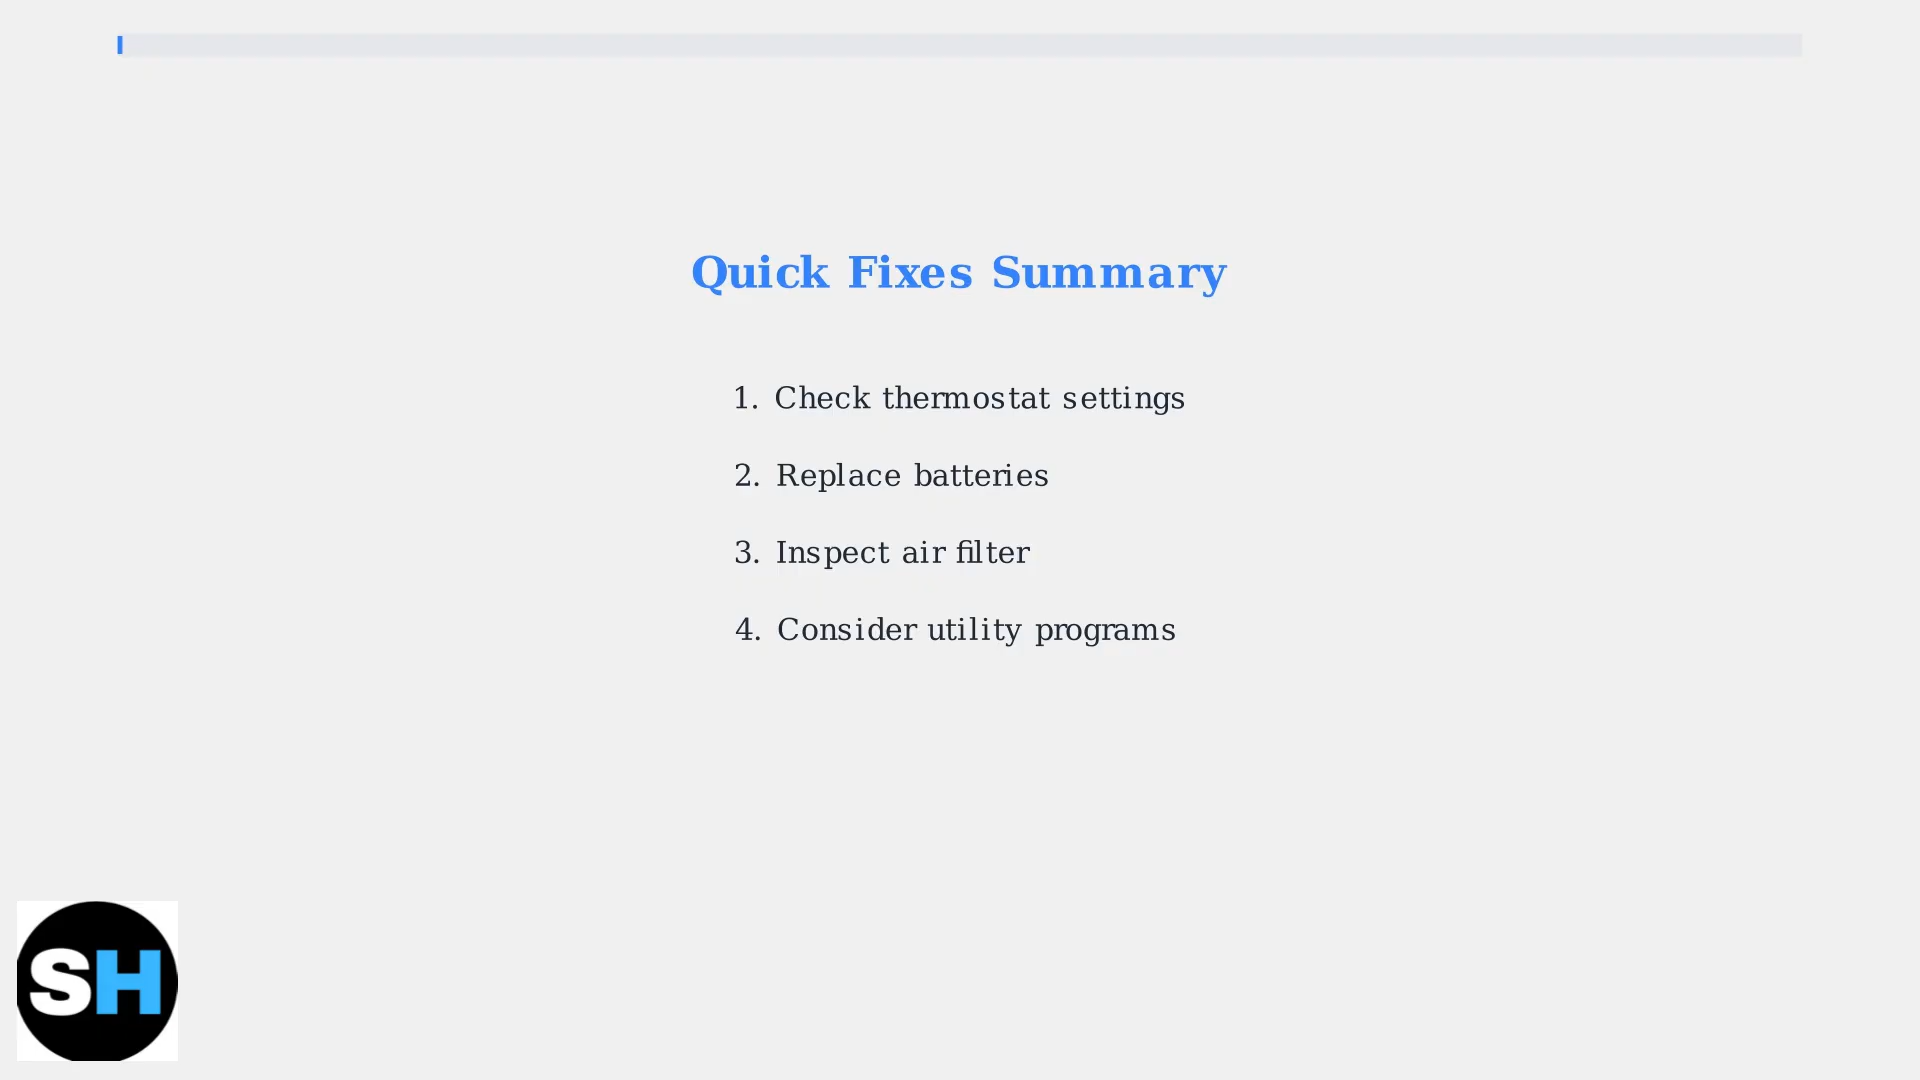 Quick Fixes Summary
1. Check thermostat settings
2. Replace batteries
3. Inspect air filter
4. Consider utility programs
SH